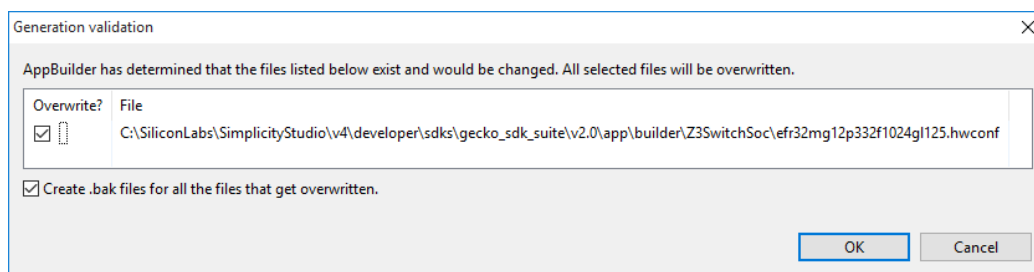 Generation validation
AppBuilder has determined that the files listed below exist and would be changed. All selected files will be overwritten.
Overwrite? File
C:\SiliconLabs\SimplicityStudio\v4\developer\sdks\gecko_sdk_suite\v2.0\app\builder\Z3SwitchSoc\efr32mg12p332f1024gl125.hwconf
Create .bak files for all the files that get overwritten.
OK Cancel